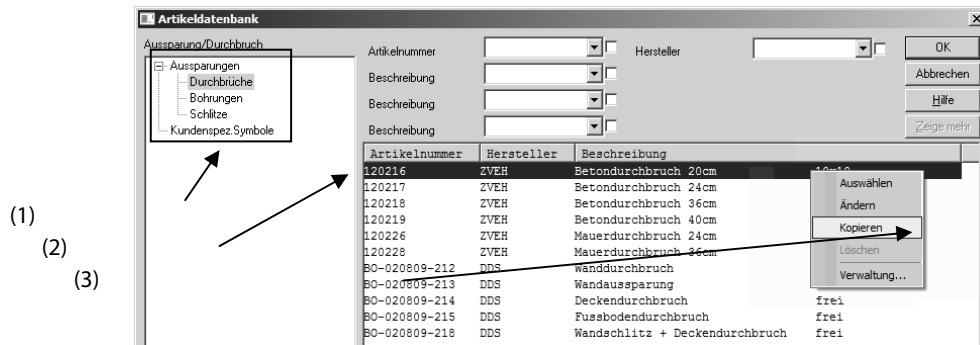 Artikeldatenbank
Aussparung/Durchbruch
Aussparungen
Durchbrüche
Bohrungen
Schlitze
Kundenspez.Symbole
Artikelnummer
Hersteller
Beschreibung
Beschreibung
Beschreibung
OK
Abbrechen
Hilfe
Zeige mehr
Artikelnummer Hersteller Beschreibung
120216 ZVEH Betondurchbruch 20cm 10x10
120217 ZVEH Betondurchbruch 24cm
120218 ZVEH Betondurchbruch 36cm
120219 ZVEH Betondurchbruch 40cm
120226 ZVEH Mauerdurchbruch 24cm
120228 ZVEH Mauerdurchbruch 36cm
BO-020809-212 DDS Wanddurchbruch
BO-020809-213 DDS Wandaussparung
BO-020809-214 DDS Deckendurchbruch frei
BO-020809-215 DDS Fussbodendurchbruch frei
BO-020809-218 DDS Wandschlitz + Deckendurchbruch frei
Auswählen
Ändern
Kopieren
Löschen
Verwaltung...
(1)
(2)
(3)